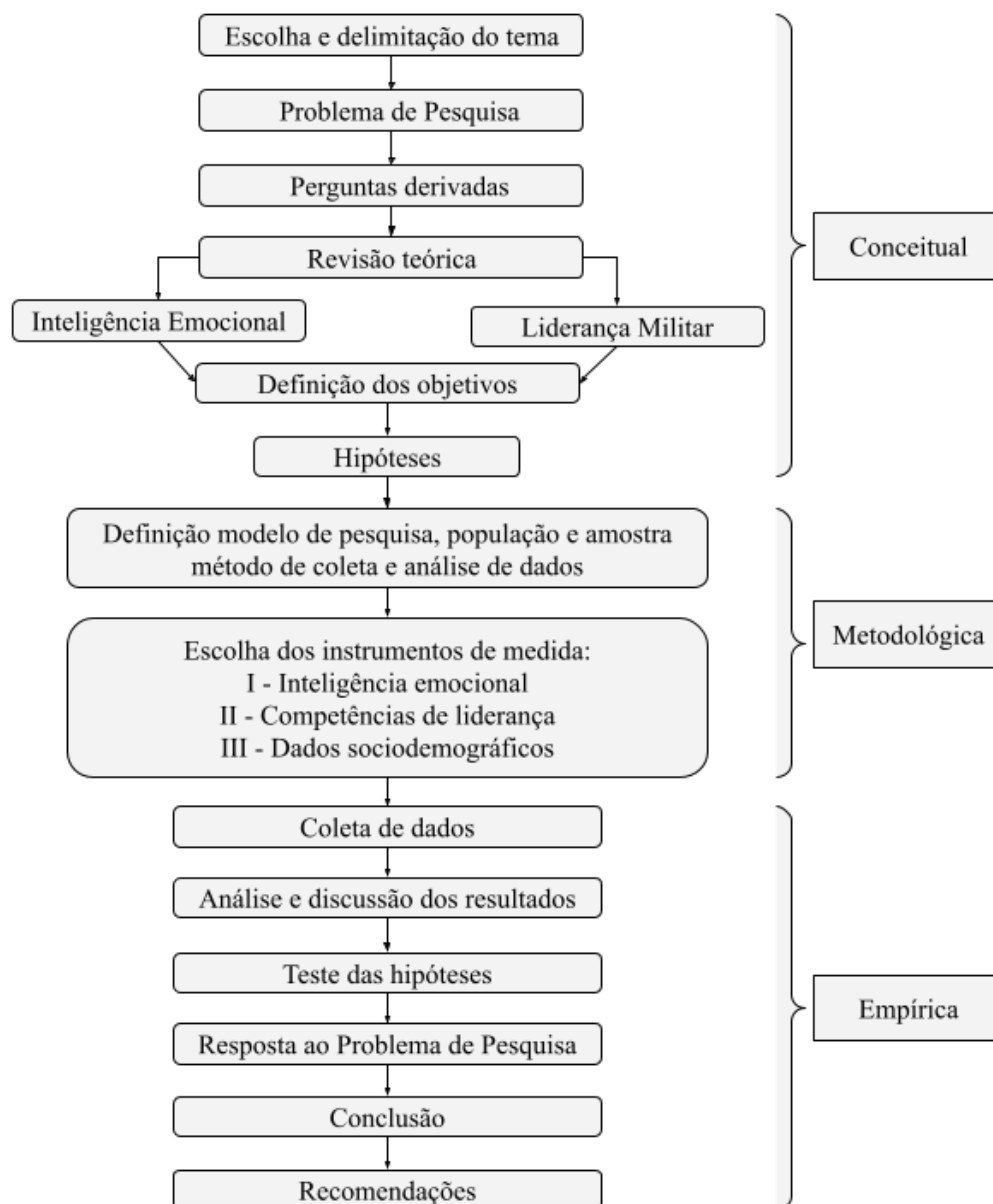 Escolha e delimitação do tema
Problema de Pesquisa
Perguntas derivadas
Revisão teórica
Inteligência Emocional
Liderança Militar
Definição dos objetivos
Hipóteses
Conceitual
Definição modelo de pesquisa, população e amostra
método de coleta e análise de dados
Escolha dos instrumentos de medida:
I - Inteligência emocional
II - Competências de liderança
III - Dados sociodemográficos
Metodológica
Coleta de dados
Análise e discussão dos resultados
Teste das hipóteses
Resposta ao Problema de Pesquisa
Conclusão
Recomendações
Empírica